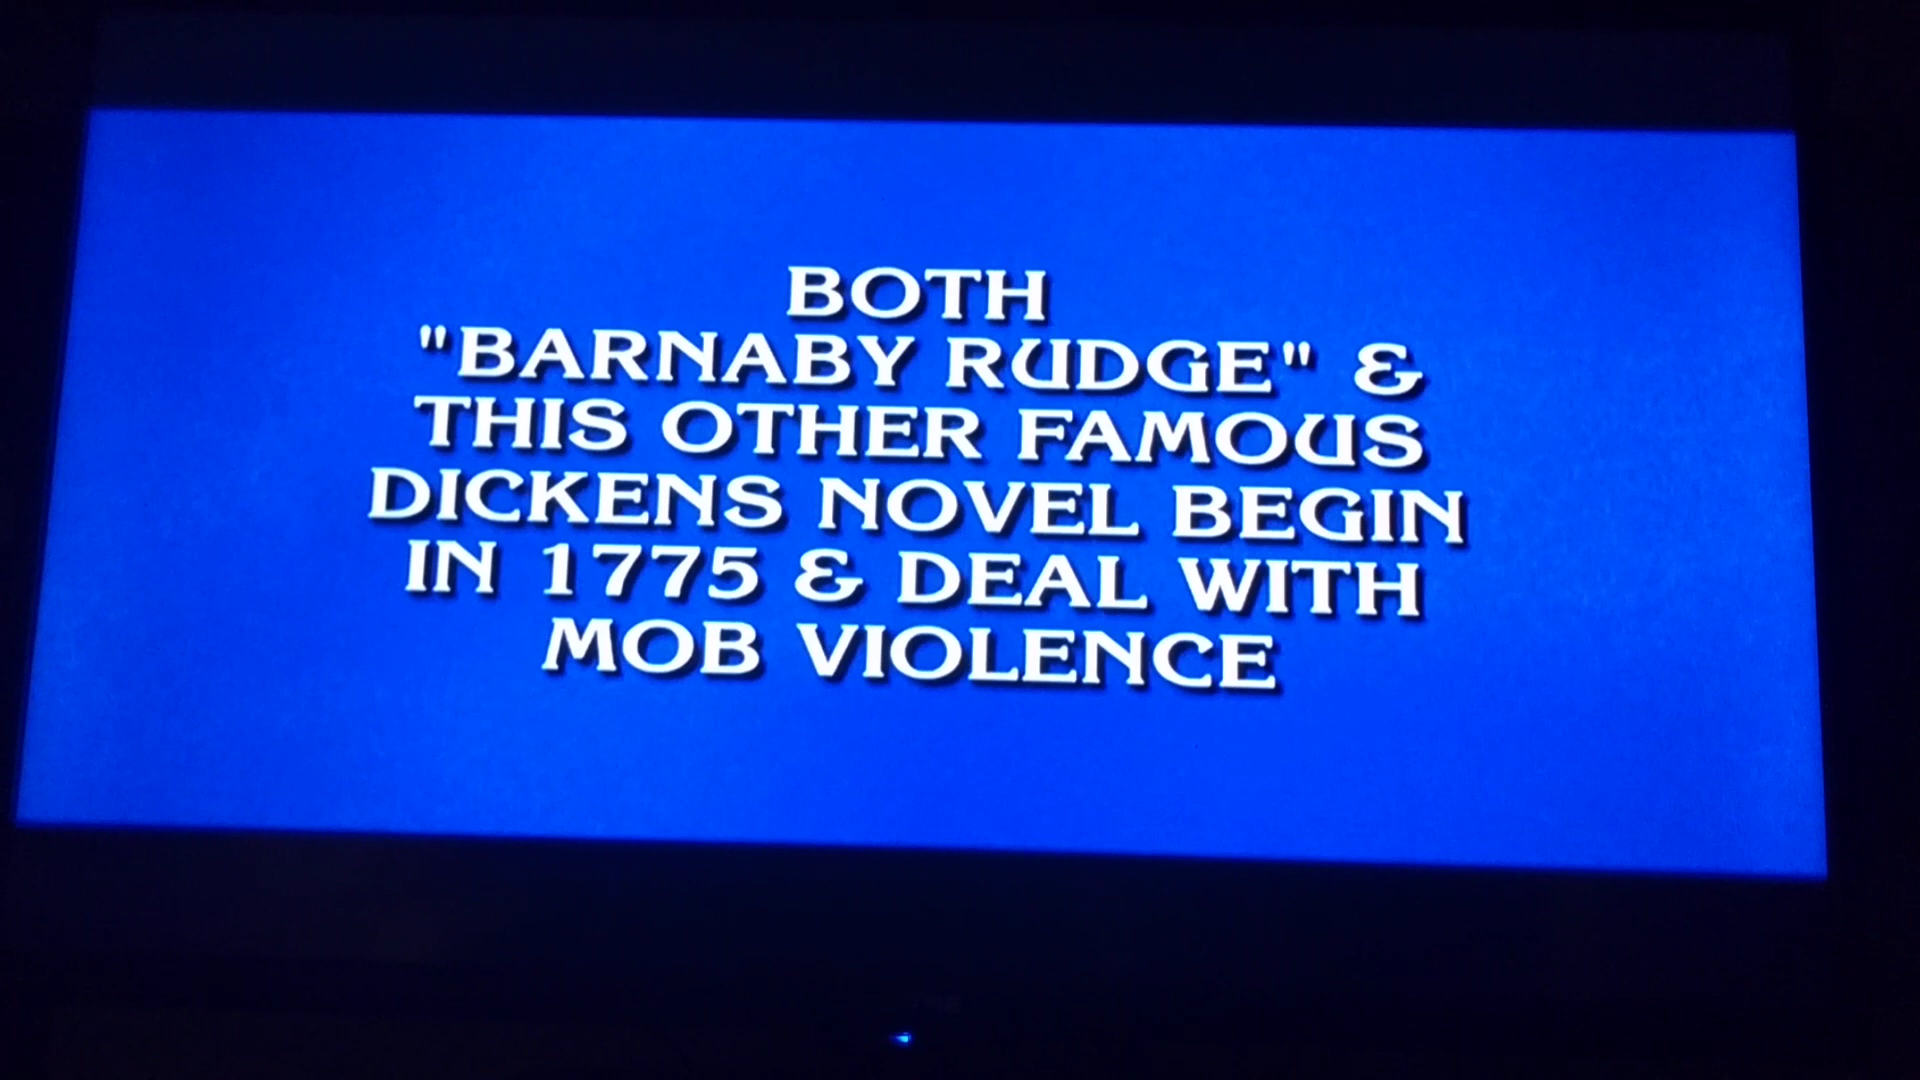 BOTH
"BARNABY RUDGE" &
THIS OTHER FAMOUS
DICKENS NOVEL BEGIN
IN 1775 & DEAL WITH
MOB VIOLENCE